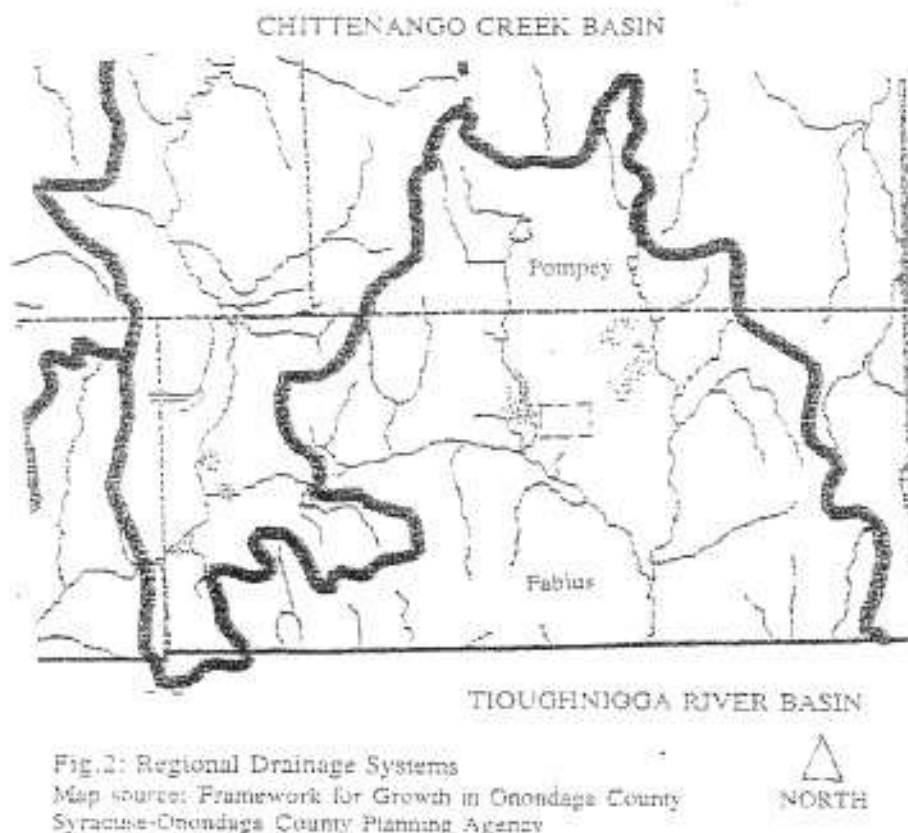 CHITTENANGO CREEK BASIN
Pompey
Fabius
TIOUGHNIOGA RIVER BASIN
Fig.2: Regional Drainage Systems
Map source: Framework for Growth in Onondaga County
Syracuse-Onondaga County Planning Agency
NORTH